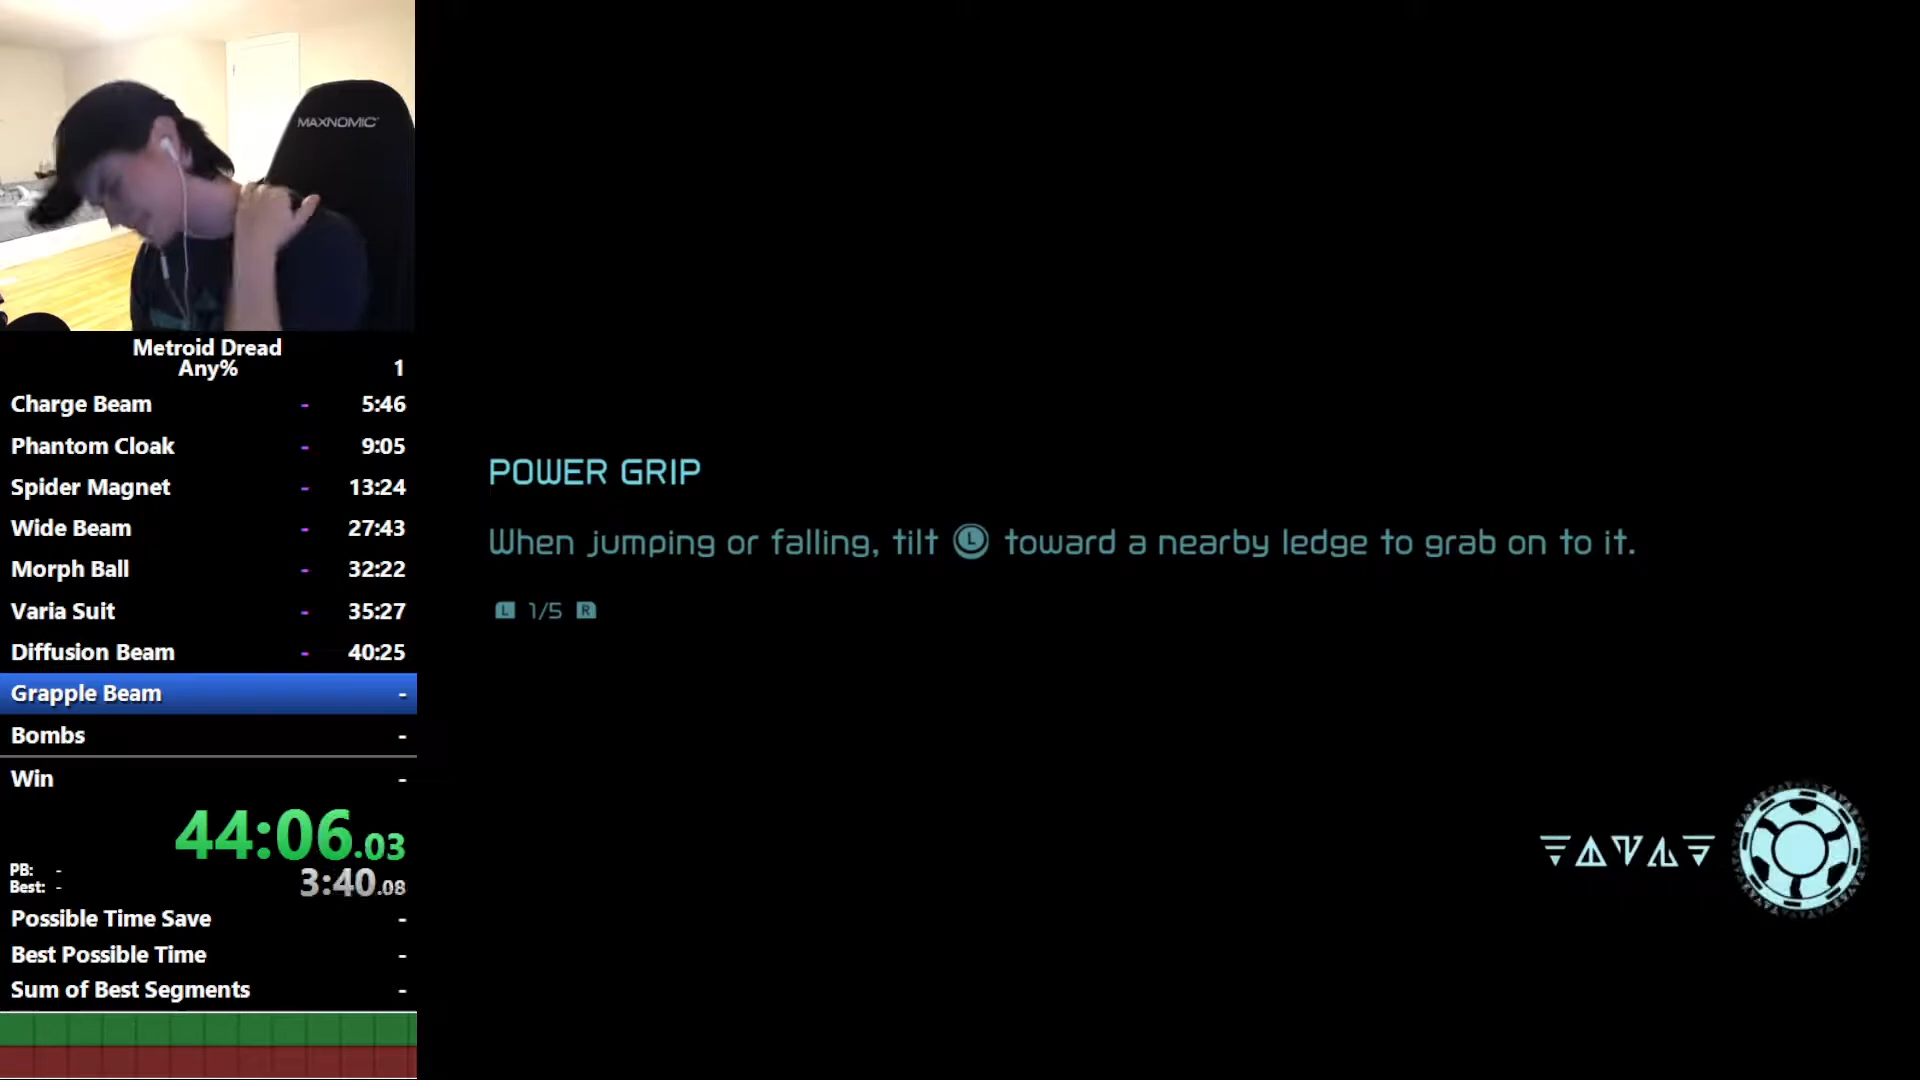 MAXNOMIC
Metroid Dread
Any% 1
Charge Beam - 5:46
Phantom Cloak - 9:05
Spider Magnet - 13:24
Wide Beam - 27:43
Morph Ball - 32:22
Varia Suit - 35:27
Diffusion Beam - 40:25
Grapple Beam -
Bombs -
Win -
44:06.03
PB: -
Best: -
3:40.08
Possible Time Save -
Best Possible Time -
Sum of Best Segments -
POWER GRIP
When jumping or falling, tilt L toward a nearby ledge to grab on to it.
L 1/5 R